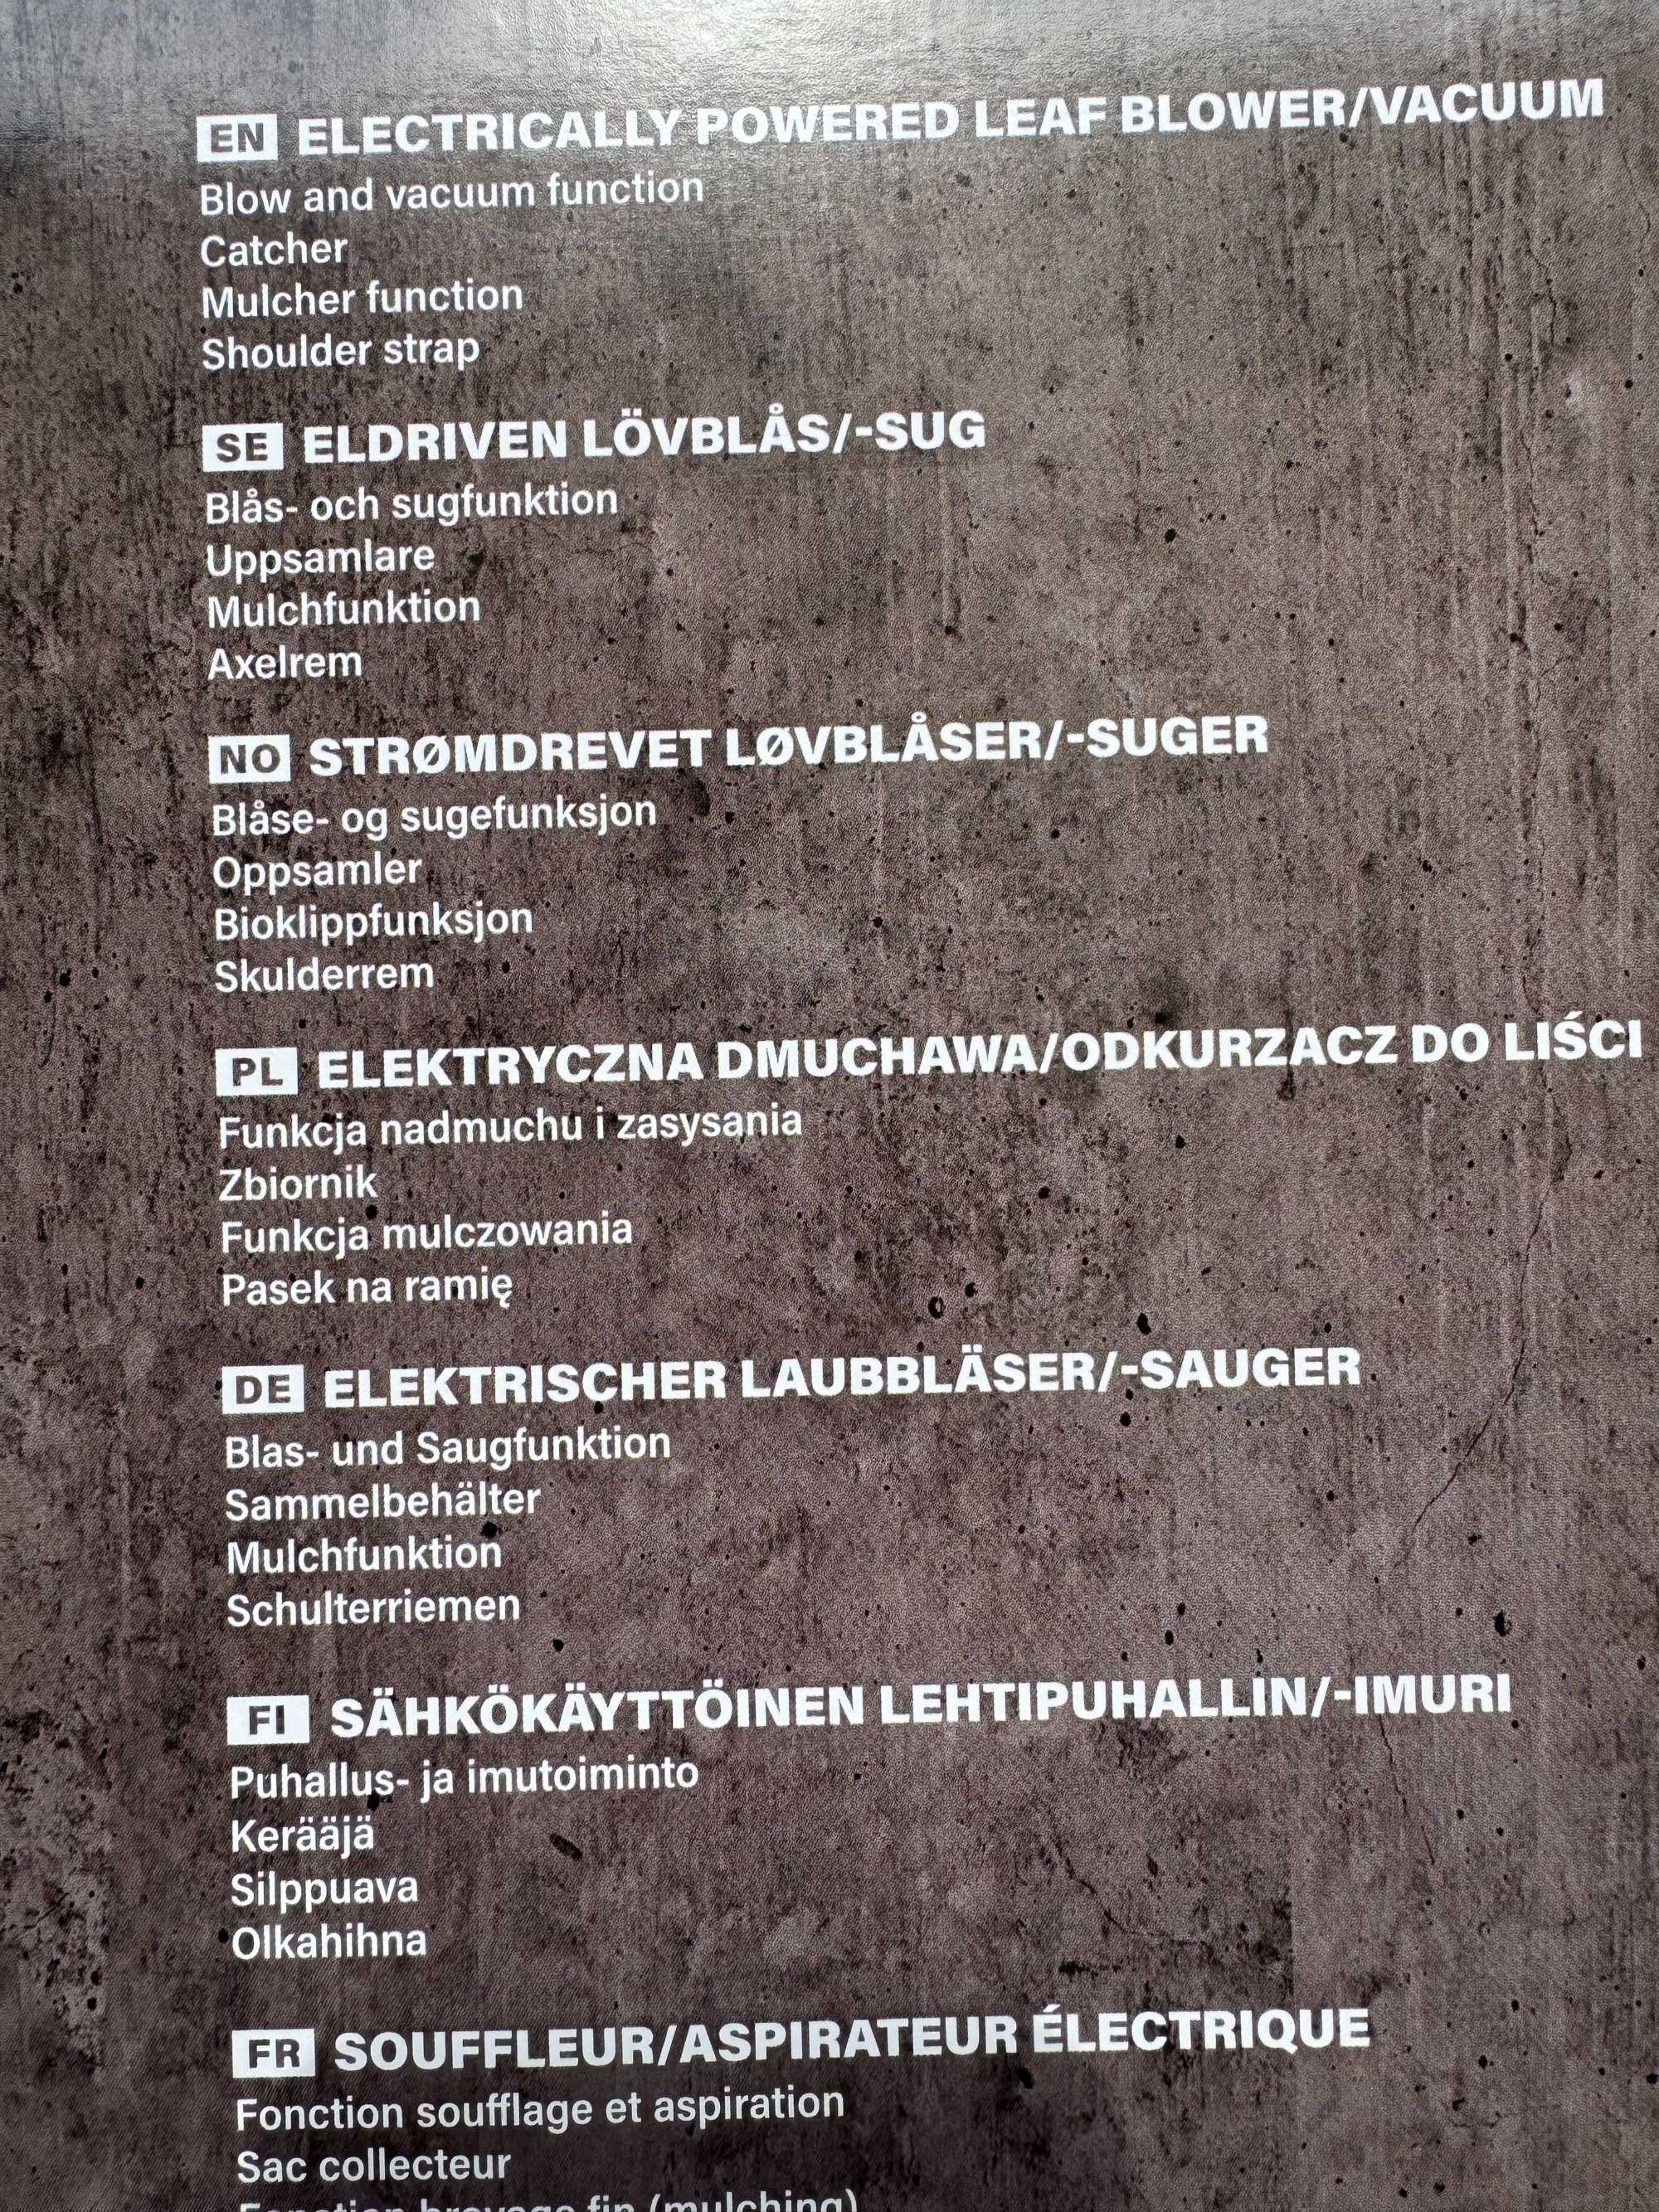 EN ELECTRICALLY POWERED LEAF BLOWER/VACUUM
Blow and vacuum function
Catcher
Mulcher function
Shoulder strap
SE ELDRIVEN LÖVBLÅS/-SUG
Blås- och sugfunktion
Uppsamlare
Mulchfunktion
Axelrem
NO STRØMDREVET LØVBLÅSER/-SUGER
Blåse- og sugefunksjon
Oppsamler
Bioklippfunksjon
Skulderrem
PL ELEKTRYCZNA DMUCHAWA/ODKURZACZ DO LIŚCI
Funkcja nadmuchu i zasysania
Zbiornik
Funkcja mulczowania
Pasek na ramię
DE ELEKTRISCHER LAUBBLÄSER/-SAUGER
Blas- und Saugfunktion
Sammelbehälter
Mulchfunktion
Schulterriemen
FI SÄHKÖKÄYTTÖINEN LEHTIPUHALLIN/-IMURI
Puhallus- ja imutoiminto
Kerääjä
Silppuava
Olkahihna
FR SOUFFLEUR/ASPIRATEUR ÉLECTRIQUE
Fonction soufflage et aspiration
Sac collecteur
Fonction broyage fin (mulching)